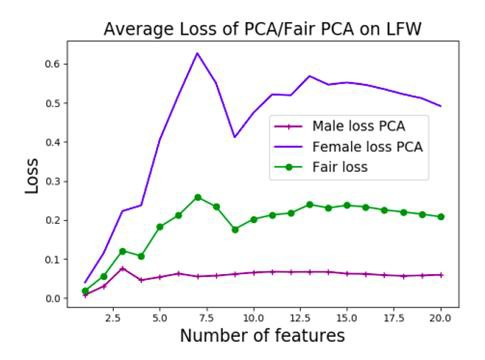 Average Loss of PCA/Fair PCA on LFW
Loss
0.6
0.5
0.4
0.3
0.2
0.1
0.0
Male loss PCA
Female loss PCA
Fair loss
2.5 5.0 7.5 10.0 12.5 15.0 17.5 20.0
Number of features